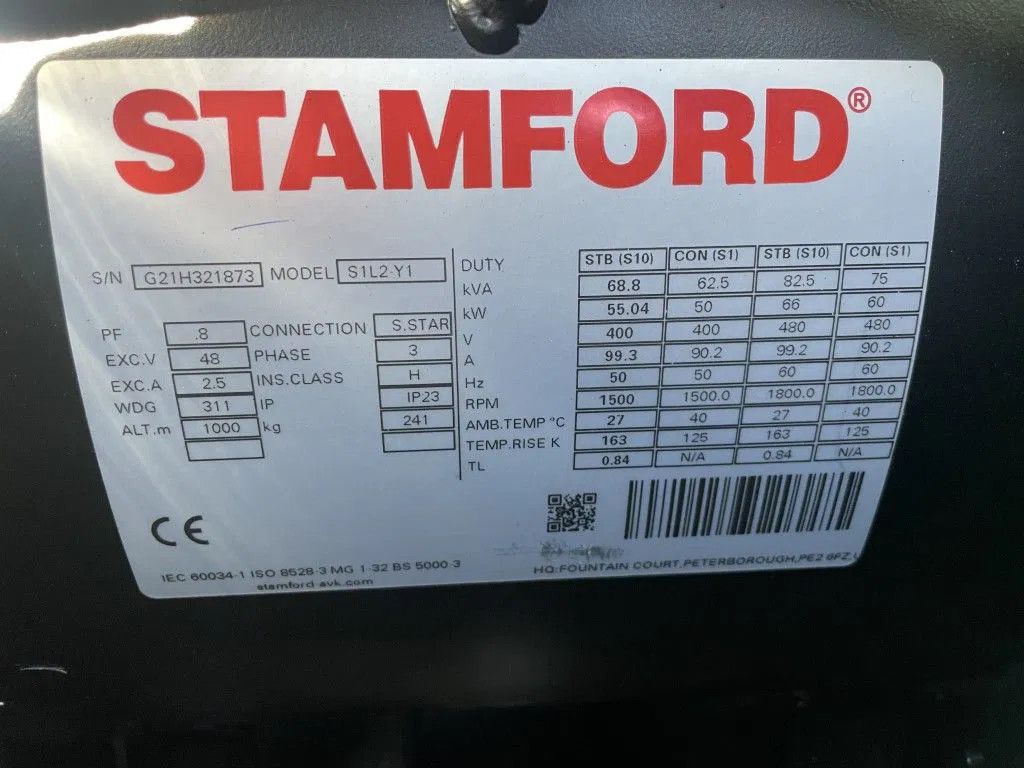 STAMFORD®
S/N G21H321873 MODEL S1L2-Y1
PF .8 CONNECTION S.STAR
EXC.V 48 PHASE 3
EXC.A 2.5 INS.CLASS H
WDG 311 IP IP23
ALT.m 1000 kg 241
DUTY STB (S10) CON (S1) STB (S10) CON (S1)
kVA 68.8 62.5 82.5 75
kW 55.04 50 66 60
V 400 400 480 480
A 99.3 90.2 99.2 90.2
Hz 50 50 60 60
RPM 1500 1500.0 1800.0 1800.0
AMB.TEMP °C 27 40 27 40
TEMP.RISE K 163 125 163 125
TL 0.84 N/A 0.84 N/A
CE
IEC 60034-1 ISO 8528-3 MG 1-32 BS 5000-3
stamford-avk.com
HQ:FOUNTAIN COURT,PETERBOROUGH,PE2 6FZ,